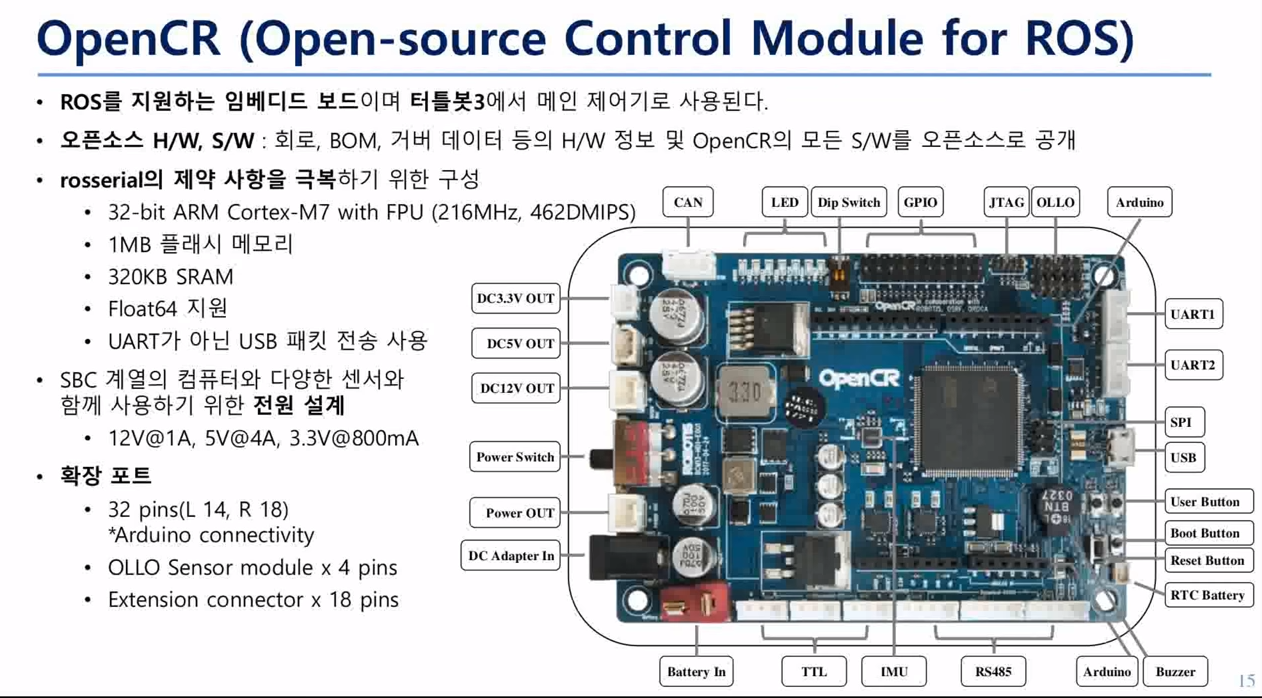 OpenCR (Open-source Control Module for ROS)
• ROS를 지원하는 임베디드 보드이며 터틀봇3에서 메인 제어기로 사용된다.
• 오픈소스 H/W, S/W : 회로, BOM, 거버 데이터 등의 H/W 정보 및 OpenCR의 모든 S/W를 오픈소스로 공개
• rosserial의 제약 사항을 극복하기 위한 구성
• 32-bit ARM Cortex-M7 with FPU (216MHz, 462DMIPS)
• 1MB 플래시 메모리
• 320KB SRAM
• Float64 지원
• UART가 아닌 USB 패킷 전송 사용
• SBC 계열의 컴퓨터와 다양한 센서와
함께 사용하기 위한 전원 설계
• 12V@1A, 5V@4A, 3.3V@800mA
• 확장 포트
• 32 pins(L 14, R 18)
*Arduino connectivity
• OLLO Sensor module x 4 pins
• Extension connector x 18 pins
CAN
LED
Dip Switch
GPIO
JTAG
OLLO
Arduino
DC3.3V OUT
DC5V OUT
DC12V OUT
Power Switch
Power OUT
DC Adapter In
UART1
UART2
SPI
USB
User Button
Boot Button
Reset Button
RTC Battery
Battery In
TTL
IMU
RS485
Arduino
Buzzer
OpenCR
OpenCR
330
ROBOTIS
BTN
0327
15